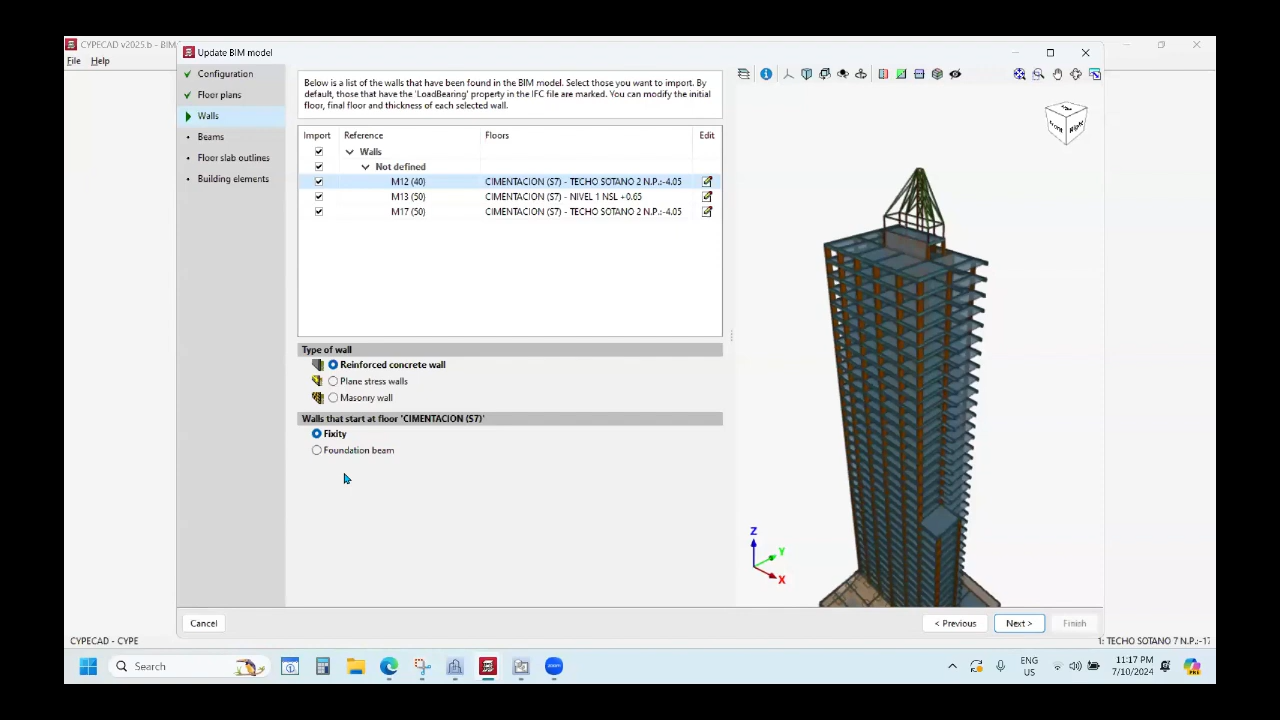 CYPECAD v2025.b - BIM
Update BIM model
File Help
Configuration
Floor plans
Walls
Beams
Floor slab outlines
Building elements
Below is a list of the walls that have been found in the BIM model. Select those you want to import. By
default, those that have the 'LoadBearing' property in the IFC file are marked. You can modify the initial
floor, final floor and thickness of each selected wall.
Import Reference Floors Edit
Walls
Not defined
M12 (40) CIMENTACION (S7) - TECHO SOTANO 2 N.P.:-4.05
M13 (50) CIMENTACION (S7) - NIVEL 1 NSL +0.65
M17 (50) CIMENTACION (S7) - TECHO SOTANO 2 N.P.:-4.05
Type of wall
Reinforced concrete wall
Plane stress walls
Masonry wall
Walls that start at floor 'CIMENTACION (S7)'
Fixity
Foundation beam
Front Right
Z
Y
X
Cancel < Previous Next > Finish
CYPECAD - CYPE 1: TECHO SOTANO 7 N.P.:-17
Search
zoom
ENG
US
11:17 PM
7/10/2024
PRE